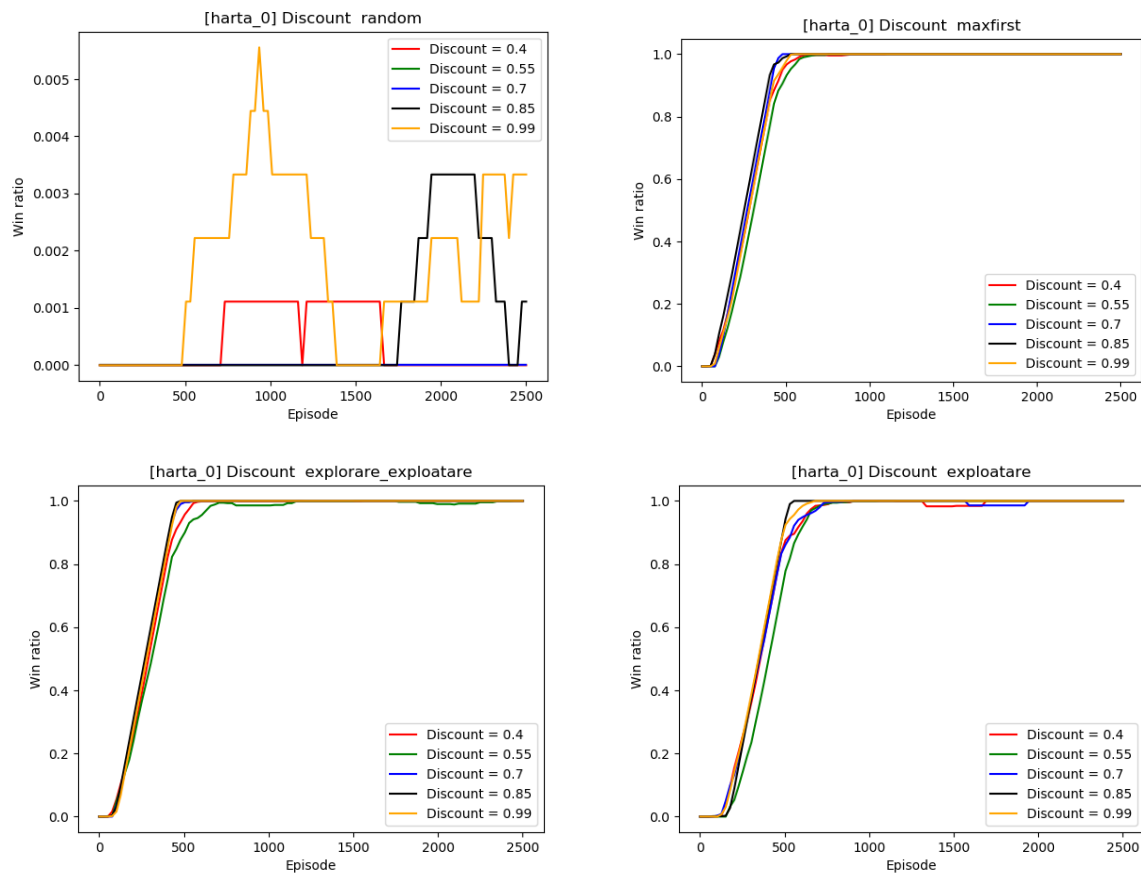 [harta_0] Discount  random
Win ratio
0.005
0.004
0.003
0.002
0.001
0.000
0
500
1000
1500
2000
2500
Episode
Discount = 0.4
Discount = 0.55
Discount = 0.7
Discount = 0.85
Discount = 0.99
[harta_0] Discount  maxfirst
Win ratio
1.0
0.8
0.6
0.4
0.2
0.0
0
500
1000
1500
2000
2500
Episode
Discount = 0.4
Discount = 0.55
Discount = 0.7
Discount = 0.85
Discount = 0.99
[harta_0] Discount  explorare_exploatare
Win ratio
1.0
0.8
0.6
0.4
0.2
0.0
0
500
1000
1500
2000
2500
Episode
Discount = 0.4
Discount = 0.55
Discount = 0.7
Discount = 0.85
Discount = 0.99
[harta_0] Discount  exploatare
Win ratio
1.0
0.8
0.6
0.4
0.2
0.0
0
500
1000
1500
2000
2500
Episode
Discount = 0.4
Discount = 0.55
Discount = 0.7
Discount = 0.85
Discount = 0.99